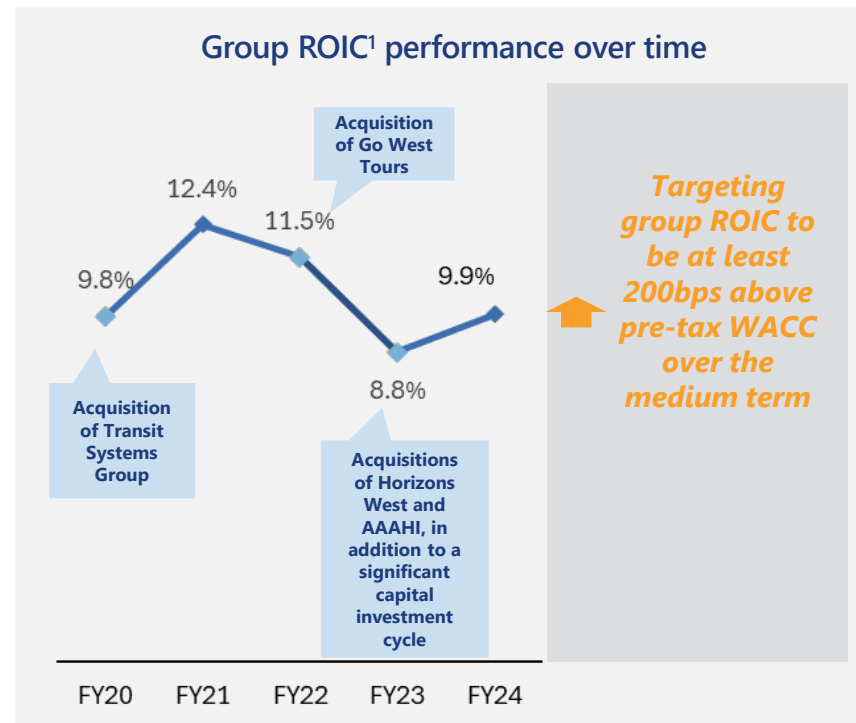 Group ROIC¹ performance over time
Acquisition
of Go West
Tours
12.4%
11.5%
9.8%
9.9%
8.8%
Acquisition
of Transit
Systems
Group
Acquisitions
of Horizons
West and
AAAHI, in
addition to a
significant
capital
investment
cycle
FY20 FY21 FY22 FY23 FY24
Targeting
group ROIC to
be at least
200bps above
pre-tax WACC
over the
medium term